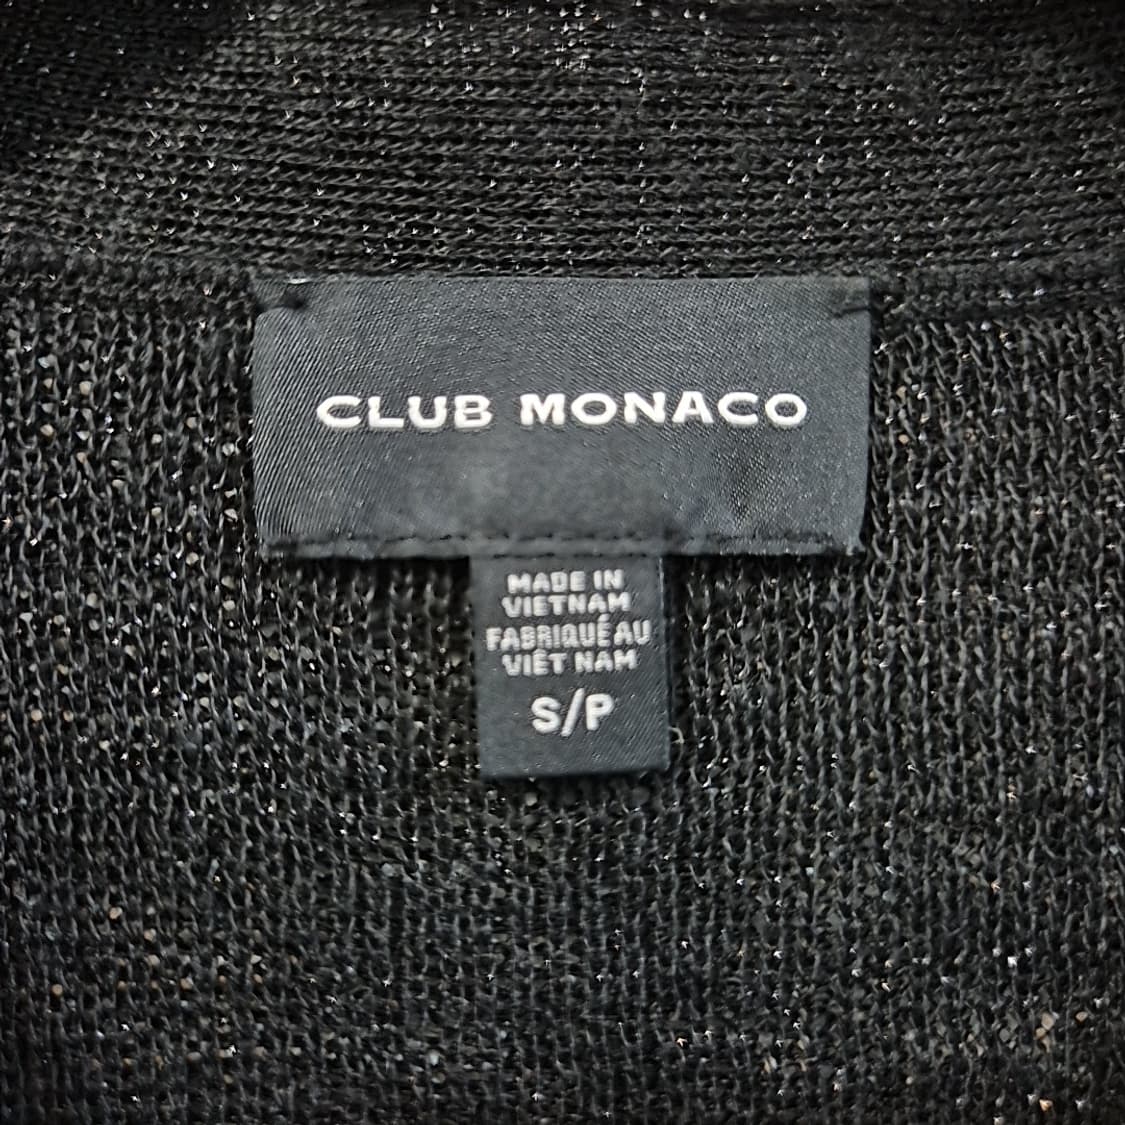 CLUB MONACO
MADE IN
VIETNAM
FABRIQUÉ AU
VIÊT NAM
S/P